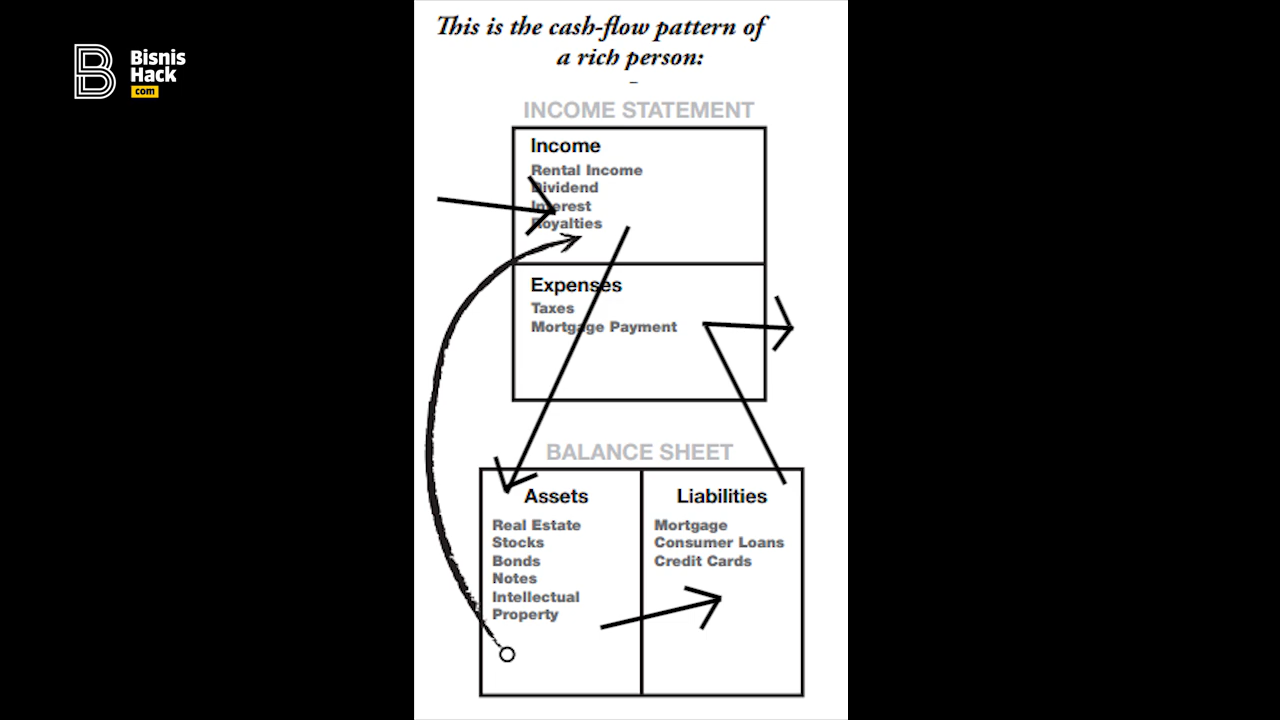 Bisnis
Hack
com
This is the cash-flow pattern of
a rich person:
INCOME STATEMENT
Income
Rental Income
Dividend
Interest
Royalties
Expenses
Taxes
Mortgage Payment
BALANCE SHEET
Assets
Real Estate
Stocks
Bonds
Notes
Intellectual
Property
Liabilities
Mortgage
Consumer Loans
Credit Cards